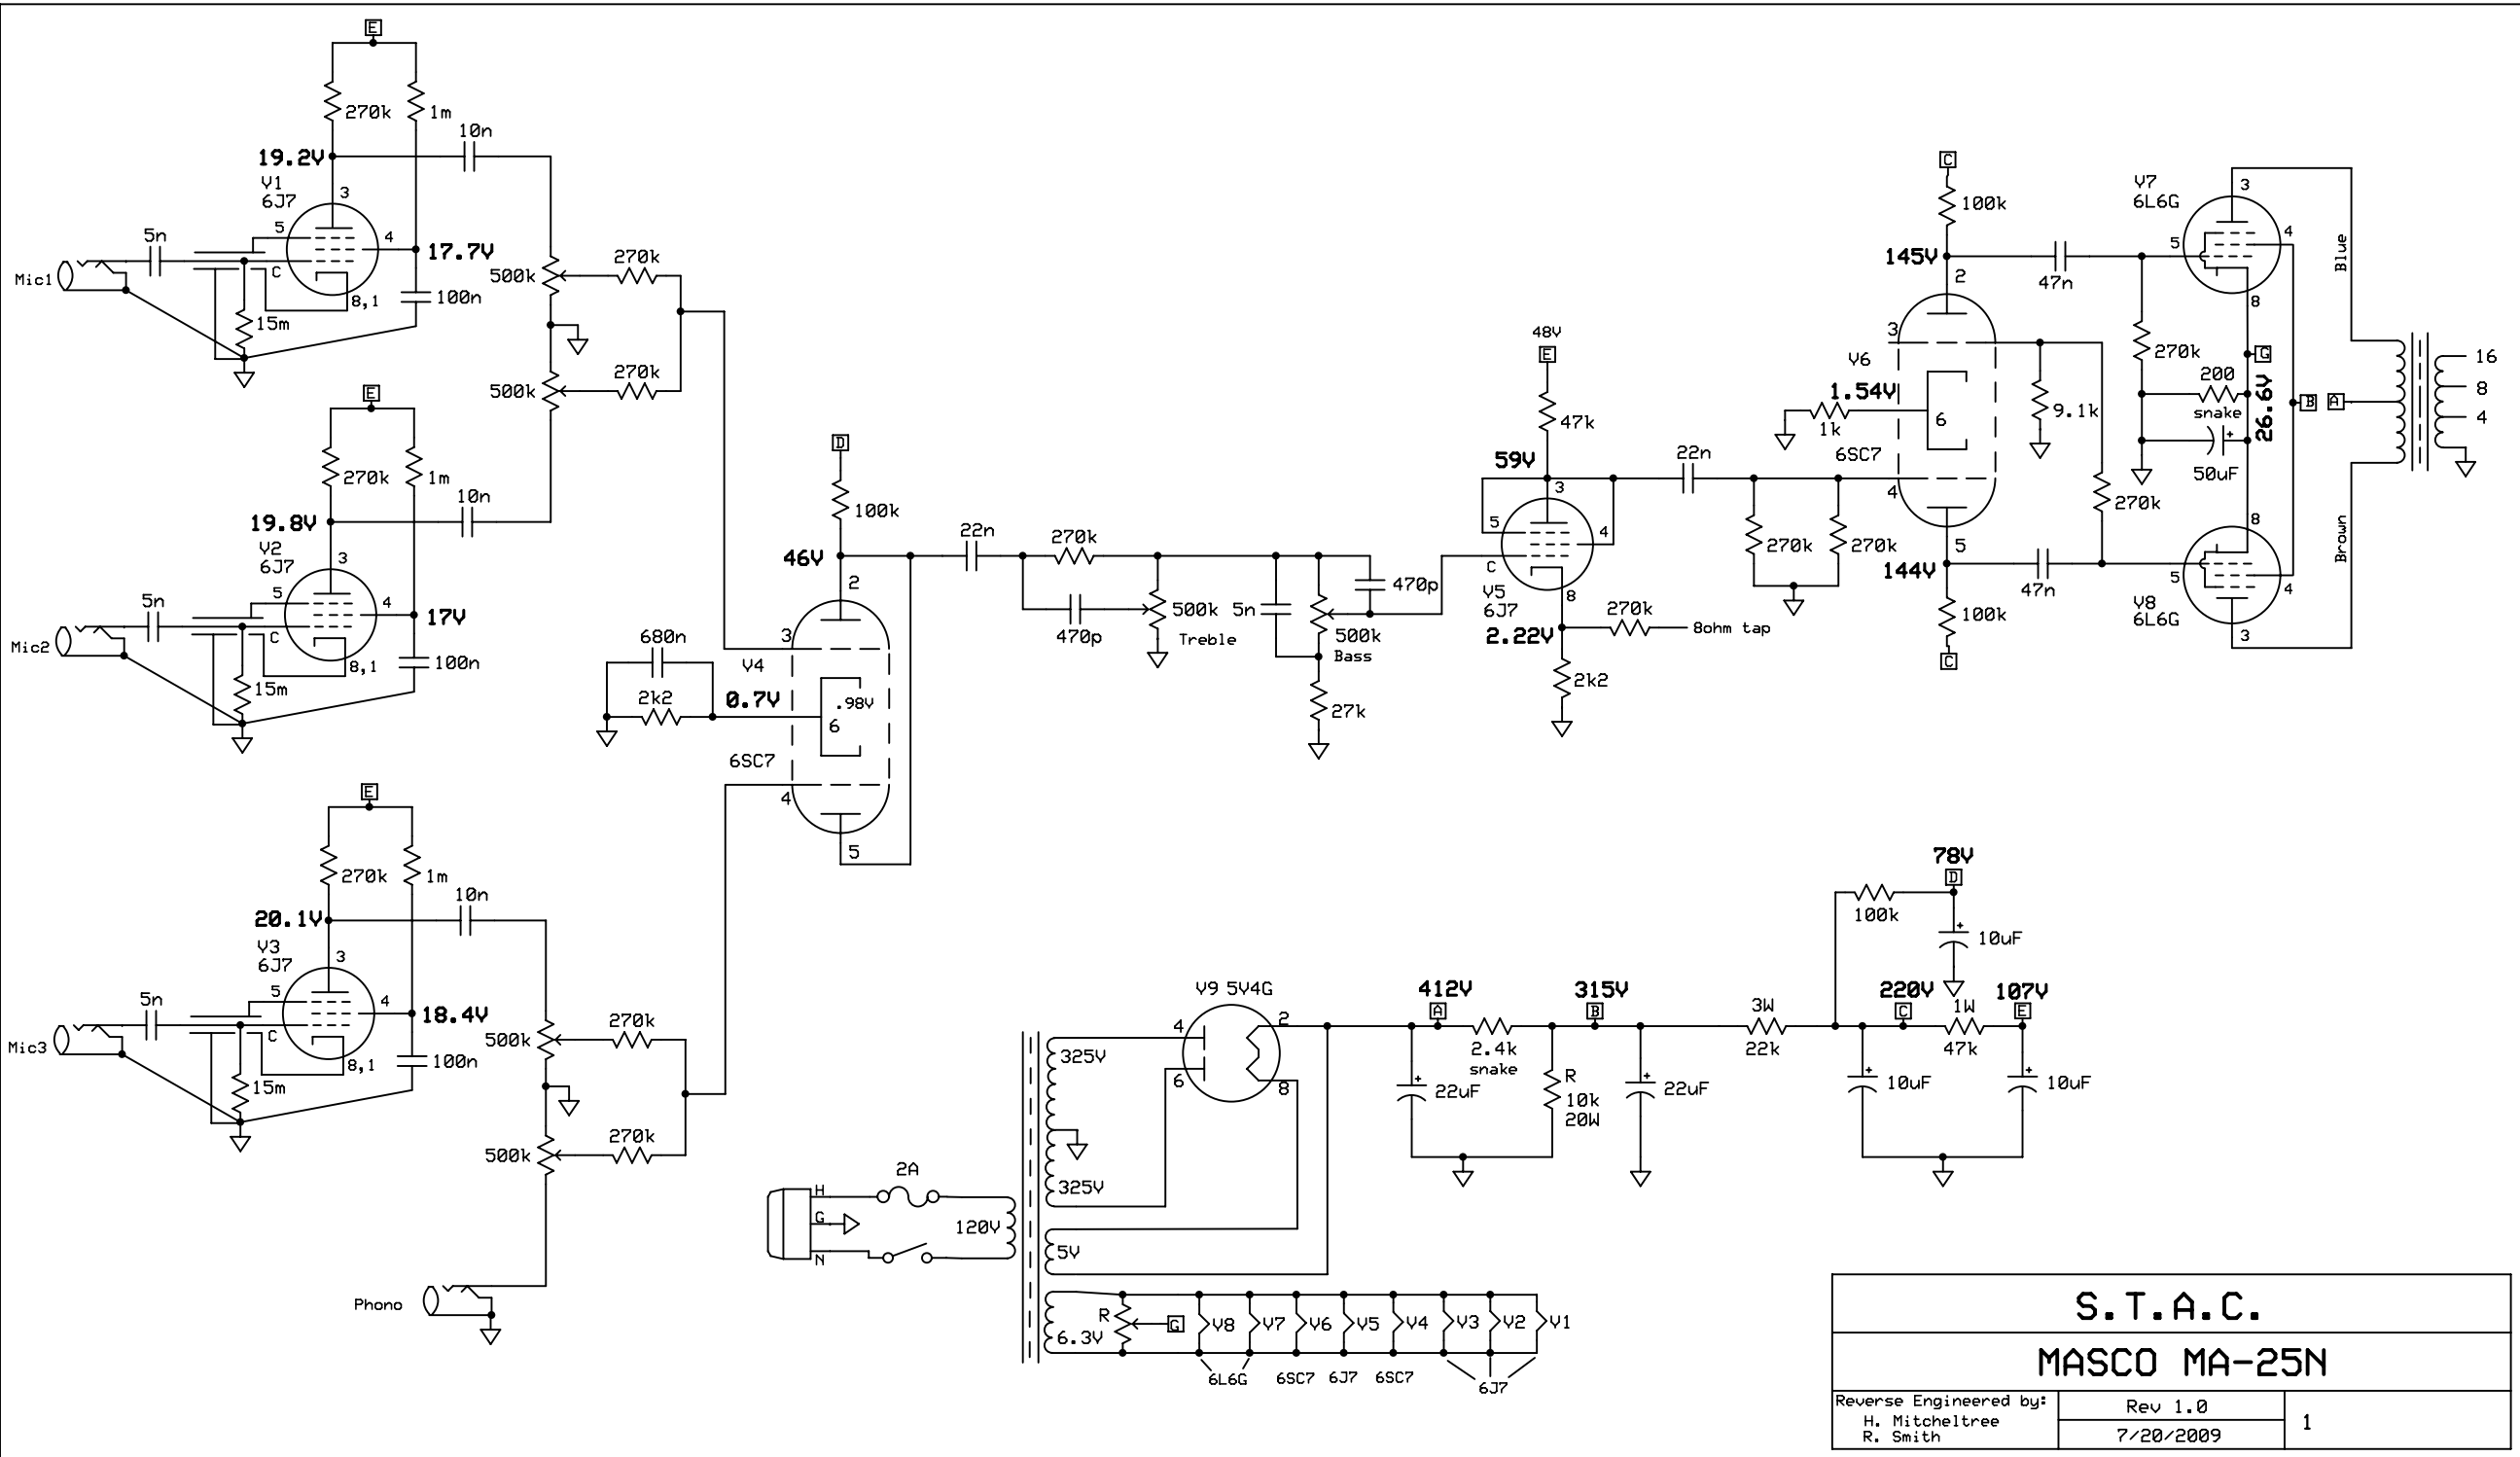 E
270k
1m
10n
19.2V
V1
6J7
3
5
4
17.7V
5n
C
Mic1
8,1
100n
15m
500k
270k
500k
270k
E
270k
1m
10n
19.8V
V2
6J7
3
5
4
17V
5n
C
Mic2
8,1
100n
15m
E
270k
1m
10n
20.1V
V3
6J7
3
5
4
18.4V
5n
C
Mic3
8,1
100n
15m
500k
270k
500k
270k
Phono
D
100k
46V
2
3
V4
680n
2k2
0.7V
.98V
6
6SC7
4
5
22n
270k
470p
500k
Treble
5n
500k
Bass
470p
27k
48V
E
47k
59V
3
5
4
C
V5
6J7
8
2.22V
270k
8ohm tap
2k2
22n
270k
270k
C
100k
145V
2
3
V6
1.54V
1k
6
6SC7
4
5
144V
100k
C
9.1k
270k
47n
47n
V7
6L6G
3
5
4
8
270k
G
200
snake
26.6V
50uF
B
A
8
5
4
V8
6L6G
3
Blue
Brown
16
8
4
78V
D
100k
10uF
V9 5V4G
4
2
6
8
325V
325V
412V
A
2.4k
snake
22uF
R
10k
20W
315V
B
22uF
3W
22k
220V
C
1W
47k
107V
E
10uF
10uF
2A
H
G
N
120V
5V
6.3V
R
G
V8
V7
V6
V5
V4
V3
V2
V1
6L6G
6SC7
6J7
6SC7
6J7
S.T.A.C.
MASCO MA-25N
Reverse Engineered by:
H. Mitcheltree
R. Smith
Rev 1.0
7/20/2009
1